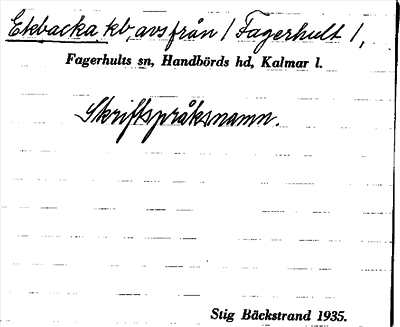 Ekbacka, kb, avs från 1 Fagerhult 1,
Fagerhults sn, Handbörds hd, Kalmar l.
Skriftspråksnamn.
Stig Bäckstrand 1935.